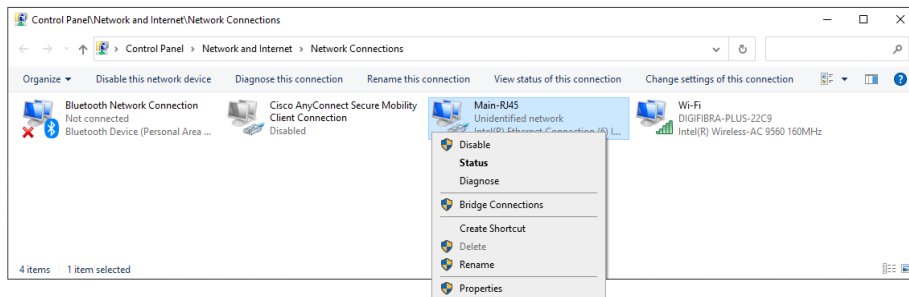 Control Panel\Network and Internet\Network Connections
Control Panel > Network and Internet > Network Connections
Organize Disable this network device Diagnose this connection Rename this connection View status of this connection Change settings of this connection
Bluetooth Network Connection
Not connected
Bluetooth Device (Personal Area ...
Cisco AnyConnect Secure Mobility
Client Connection
Disabled
Main-RJ45
Unidentified network
Intel(R) Ethernet Connection (6) I...
Wi-Fi
DIGIFIBRA-PLUS-22C9
Intel(R) Wireless-AC 9560 160MHz
Disable
Status
Diagnose
Bridge Connections
Create Shortcut
Delete
Rename
Properties
4 items 1 item selected